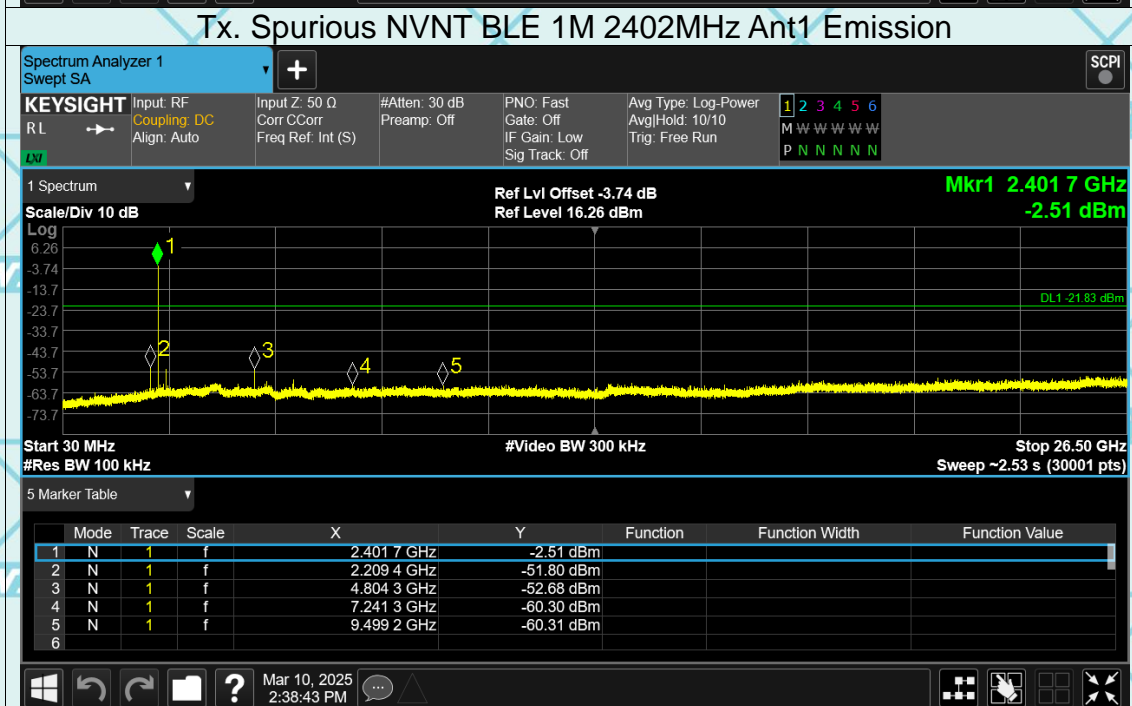 Tx. Spurious NVNT BLE 1M 2402MHz Ant1 Emission
Spectrum Analyzer 1
Swept SA
+
SCPI
KEYSIGHT
RL
LXI
Input: RF
Coupling: DC
Align: Auto
Input Z: 50 Ω
Corr CCorr
Freq Ref: Int (S)
#Atten: 30 dB
Preamp: Off
PNO: Fast
Gate: Off
IF Gain: Low
Sig Track: Off
Avg Type: Log-Power
Avg|Hold: 10/10
Trig: Free Run
1 2 3 4 5 6
M W W W W W
P N N N N N
1 Spectrum
Scale/Div 10 dB
Ref Lvl Offset -3.74 dB
Ref Level 16.26 dBm
Mkr1 2.401 7 GHz
-2.51 dBm
Log
6.26
-3.74
-13.7
-23.7
-33.7
-43.7
-53.7
-63.7
-73.7
1
2
3
4
5
DL1 -21.83 dBm
Start 30 MHz
#Res BW 100 kHz
#Video BW 300 kHz
Stop 26.50 GHz
Sweep ~2.53 s (30001 pts)
5 Marker Table
Mode Trace Scale X Y Function Function Width Function Value
1 N 1 f 2.401 7 GHz -2.51 dBm
2 N 1 f 2.209 4 GHz -51.80 dBm
3 N 1 f 4.804 3 GHz -52.68 dBm
4 N 1 f 7.241 3 GHz -60.30 dBm
5 N 1 f 9.499 2 GHz -60.31 dBm
6
?
Mar 10, 2025
2:38:43 PM